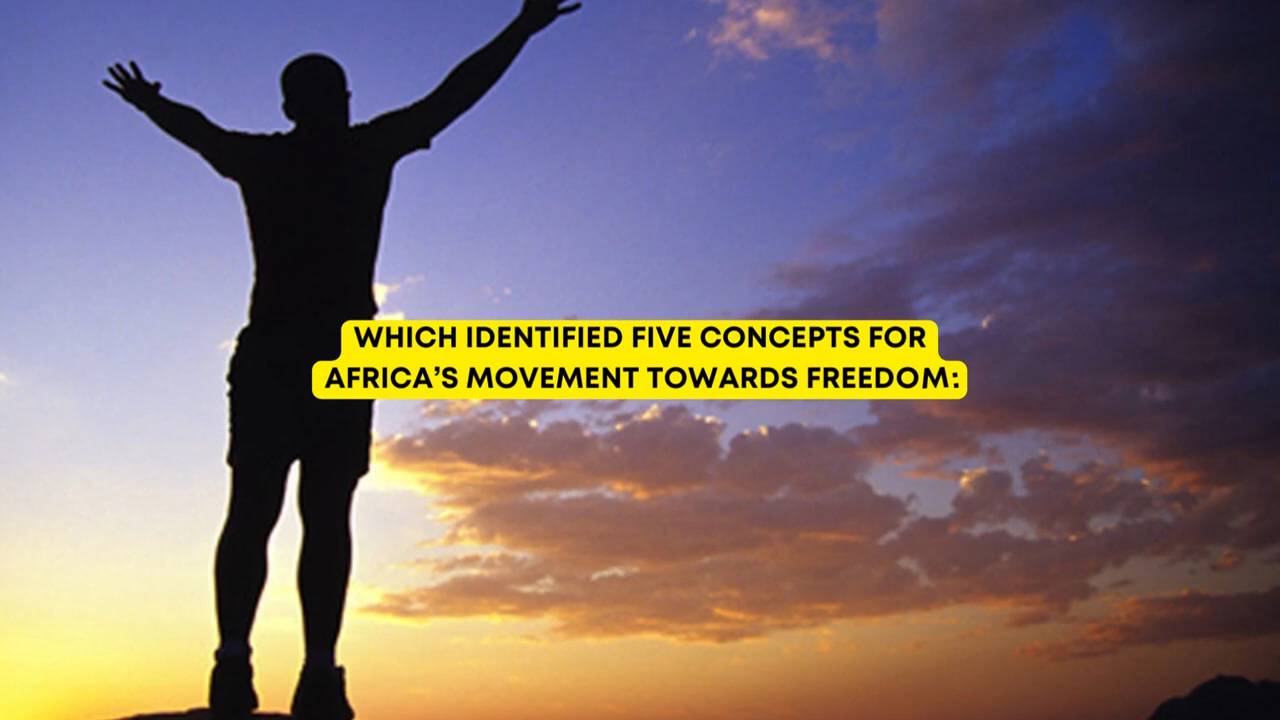 WHICH IDENTIFIED FIVE CONCEPTS FOR
AFRICA’S MOVEMENT TOWARDS FREEDOM: